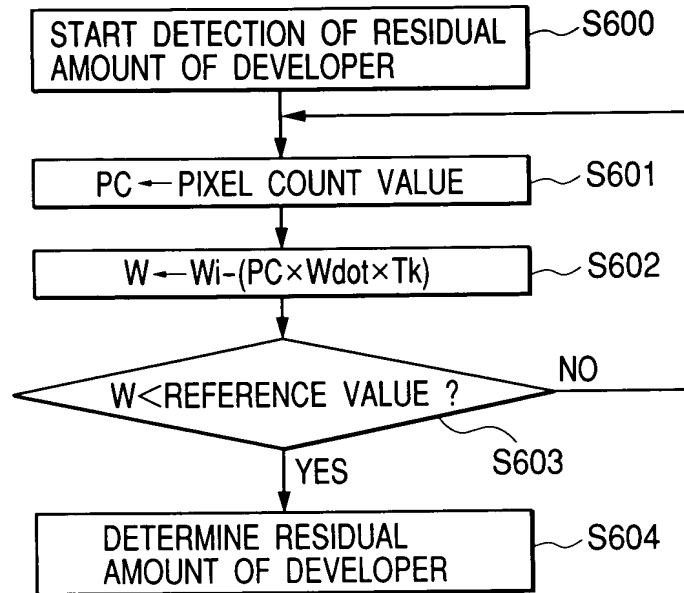 START DETECTION OF RESIDUAL
AMOUNT OF DEVELOPER
S600
PC←PIXEL COUNT VALUE
S601
W←Wi-(PC×Wdot×Tk)
S602
W<REFERENCE VALUE ?
NO
S603
YES
DETERMINE RESIDUAL
AMOUNT OF DEVELOPER
S604